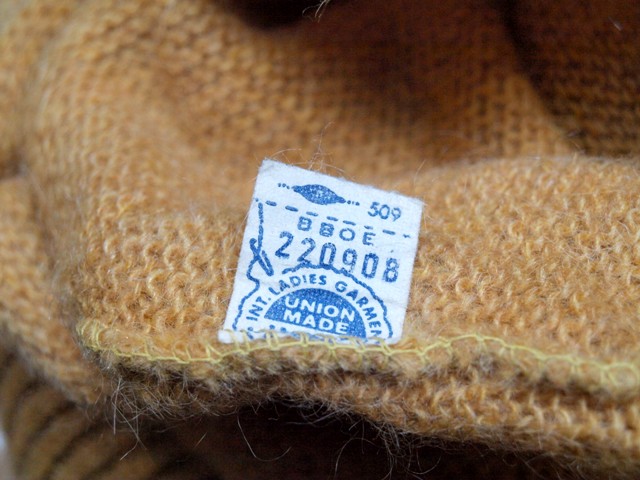 509
BBOE
220908
INT. LADIES GARMEN
UNION
MADE